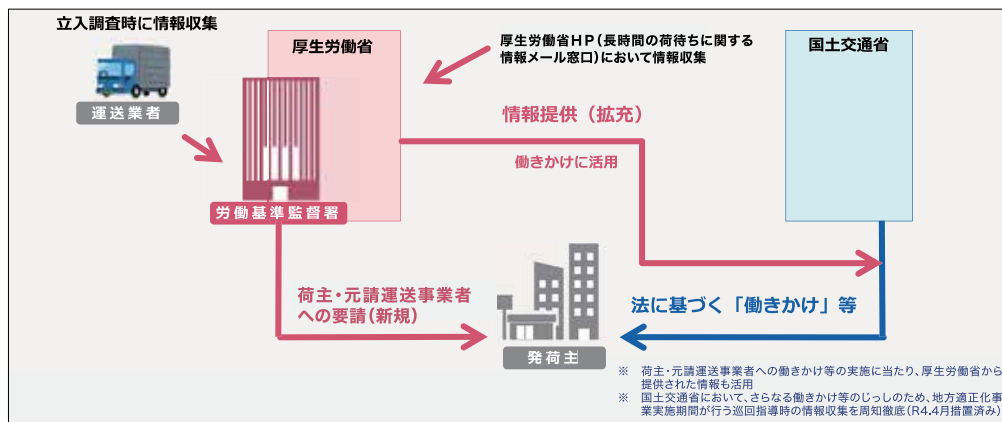 立入調査時に情報収集
運送業者
厚生労働省
労働基準監督署
厚生労働省HP(長時間の荷待ちに関する
情報メール窓口)において情報収集
国土交通省
情報提供(拡充)
働きかけに活用
荷主・元請運送事業者
への要請(新規)
発荷主
法に基づく「働きかけ」等
※ 荷主・元請運送事業者への働きかけ等の実施に当たり、厚生労働省から
提供された情報も活用
※ 国土交通省において、さらなる働きかけ等のじっしのため、地方適正化事
業実施期間が行う巡回指導時の情報収集を周知徹底(R4.4月措置済み)